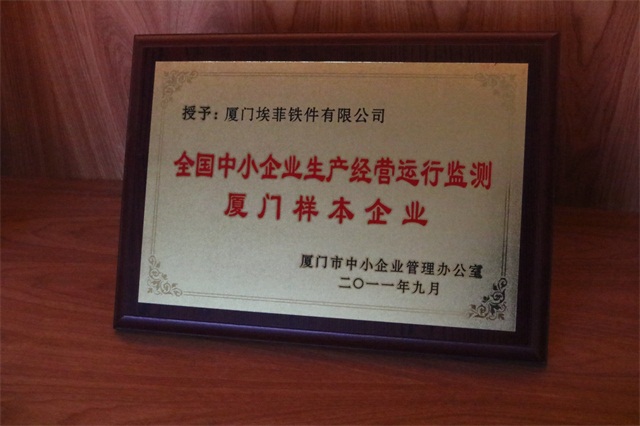 授予：厦门埃菲铁件有限公司
全国中小企业生产经营运行监测
厦门样本企业
厦门市中小企业管理办公室
二〇一一年九月